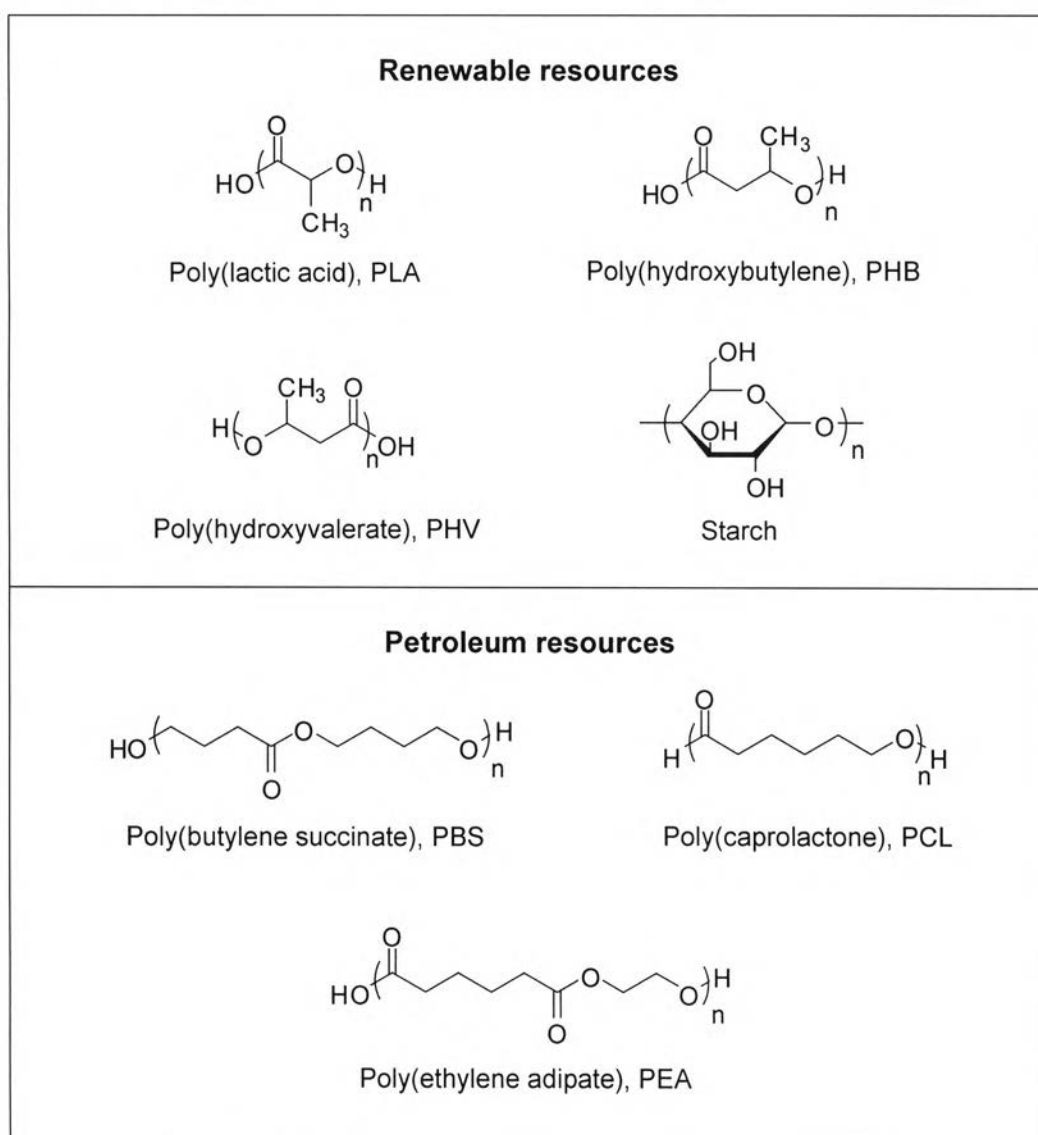 Renewable resources
O
HO ( O ) H
n
CH3
Poly(lactic acid), PLA
O CH3
HO ( O ) H
n
Poly(hydroxybutylene), PHB
CH3 O
H ( O ) n OH
Poly(hydroxyvalerate), PHV
OH
O
( OH O ) n
OH
Starch
Petroleum resources
HO ( O O ) H
n
O
Poly(butylene succinate), PBS
O
H ( O ) n H
Poly(caprolactone), PCL
O
HO ( O O ) H
n
O
Poly(ethylene adipate), PEA